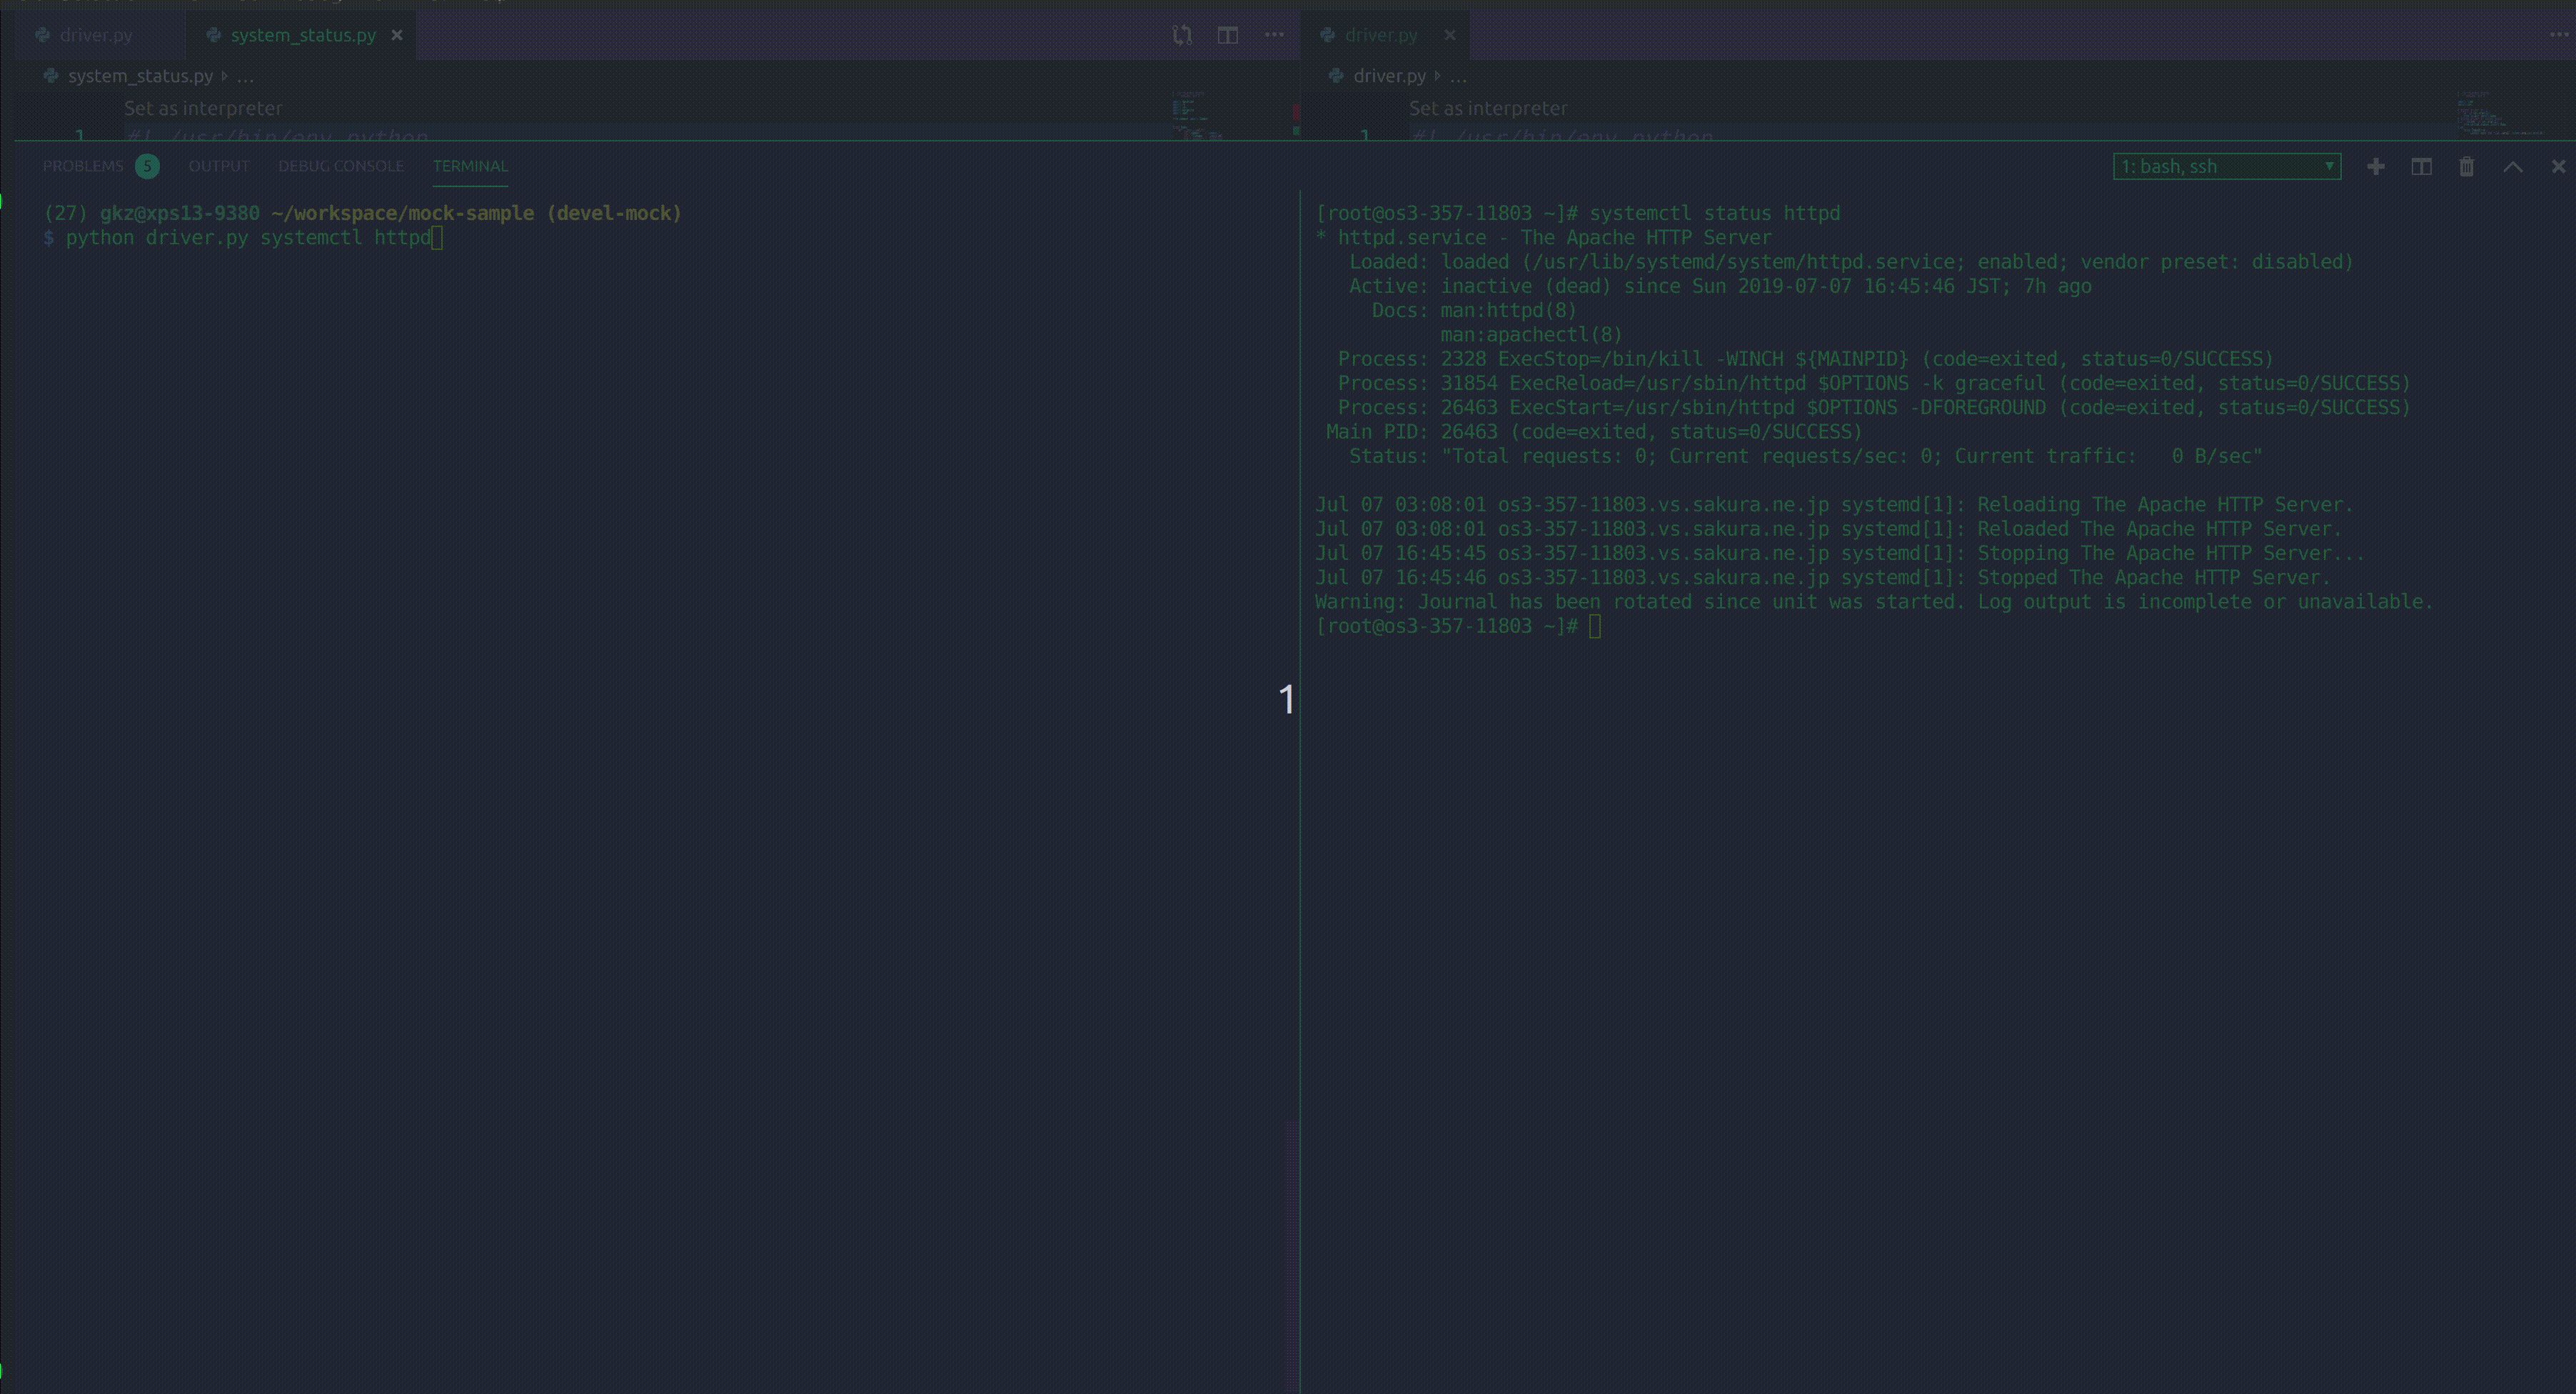 driver.py system_status.py ×
system_status.py ...
Set as interpreter
1 #! /usr/bin/env python
driver.py ×
driver.py ...
Set as interpreter
1 #! /usr/bin/env python
PROBLEMS 5 OUTPUT DEBUG CONSOLE TERMINAL
1: bash, ssh
(27) gkz@xps13-9380 ~/workspace/mock-sample (devel-mock)
$ python driver.py systemctl httpd
[root@os3-357-11803 ~]# systemctl status httpd
* httpd.service - The Apache HTTP Server
   Loaded: loaded (/usr/lib/systemd/system/httpd.service; enabled; vendor preset: disabled)
   Active: inactive (dead) since Sun 2019-07-07 16:45:46 JST; 7h ago
     Docs: man:httpd(8)
           man:apachectl(8)
  Process: 2328 ExecStop=/bin/kill -WINCH ${MAINPID} (code=exited, status=0/SUCCESS)
  Process: 31854 ExecReload=/usr/sbin/httpd $OPTIONS -k graceful (code=exited, status=0/SUCCESS)
  Process: 26463 ExecStart=/usr/sbin/httpd $OPTIONS -DFOREGROUND (code=exited, status=0/SUCCESS)
 Main PID: 26463 (code=exited, status=0/SUCCESS)
   Status: "Total requests: 0; Current requests/sec: 0; Current traffic:   0 B/sec"
Jul 07 03:08:01 os3-357-11803.vs.sakura.ne.jp systemd[1]: Reloading The Apache HTTP Server.
Jul 07 03:08:01 os3-357-11803.vs.sakura.ne.jp systemd[1]: Reloaded The Apache HTTP Server.
Jul 07 16:45:45 os3-357-11803.vs.sakura.ne.jp systemd[1]: Stopping The Apache HTTP Server...
Jul 07 16:45:46 os3-357-11803.vs.sakura.ne.jp systemd[1]: Stopped The Apache HTTP Server.
Warning: Journal has been rotated since unit was started. Log output is incomplete or unavailable.
[root@os3-357-11803 ~]#
1